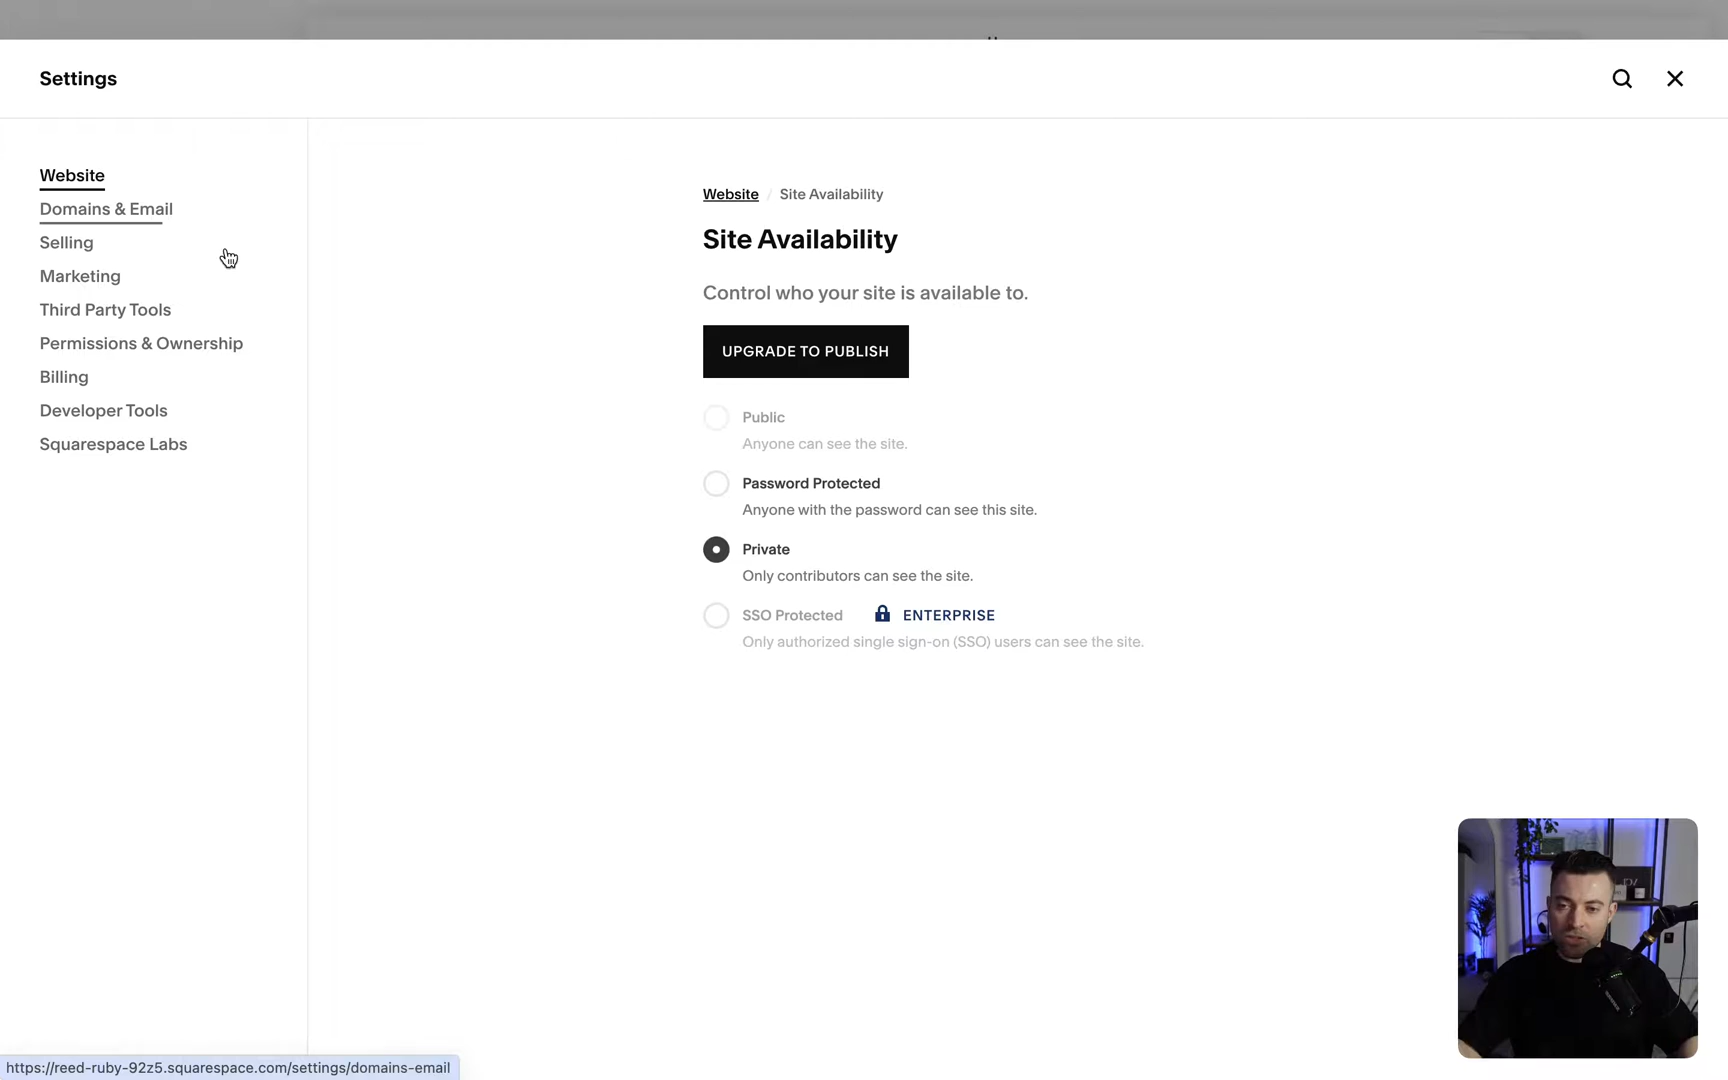 Settings
Website
Domains & Email
Selling
Marketing
Third Party Tools
Permissions & Ownership
Billing
Developer Tools
Squarespace Labs
Website / Site Availability
Site Availability
Control who your site is available to.
UPGRADE TO PUBLISH
Public
Anyone can see the site.
Password Protected
Anyone with the password can see this site.
Private
Only contributors can see the site.
SSO Protected ENTERPRISE
Only authorized single sign-on (SSO) users can see the site.
https://reed-ruby-92z5.squarespace.com/settings/domains-email